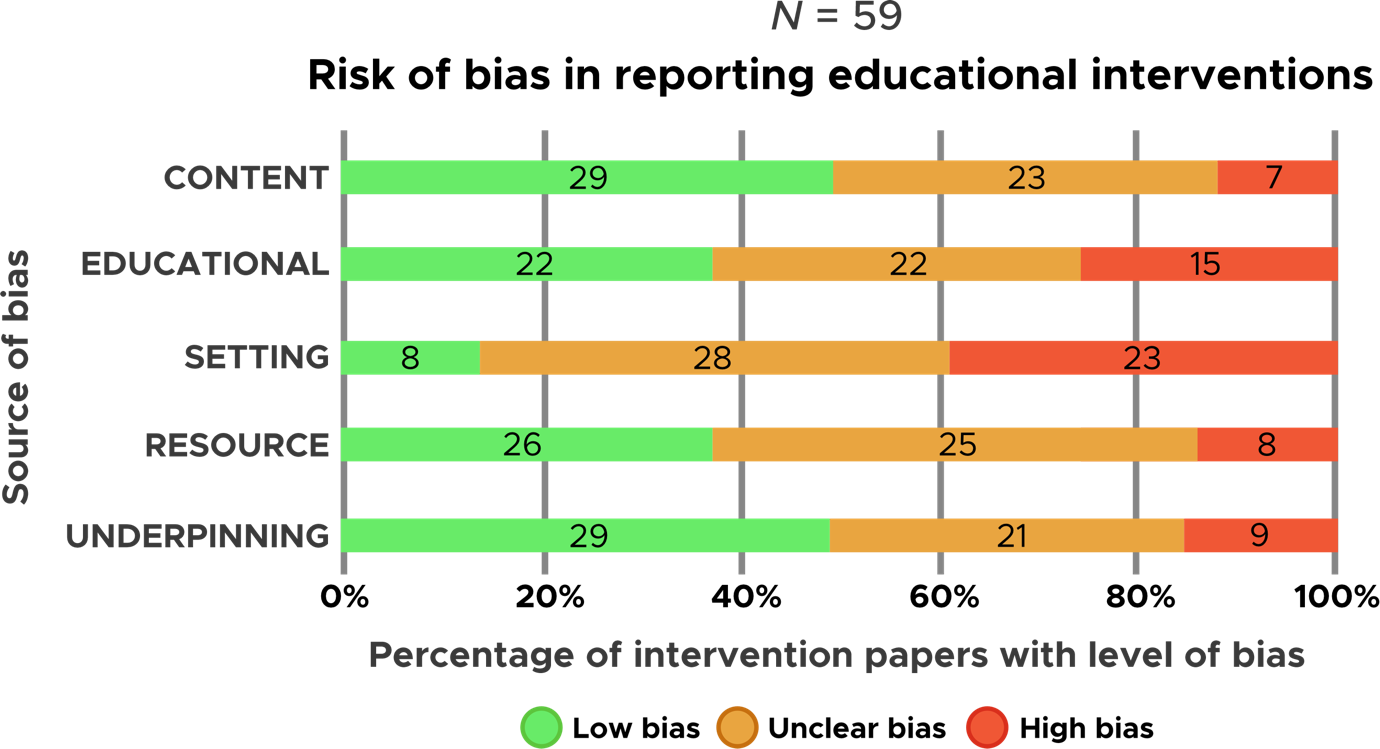 N = 59
Risk of bias in reporting educational interventions
Source of bias
CONTENT 29 23 7
EDUCATIONAL 22 22 15
SETTING 8 28 23
RESOURCE 26 25 8
UNDERPINNING 29 21 9
0% 20% 40% 60% 80% 100%
Percentage of intervention papers with level of bias
Low bias Unclear bias High bias